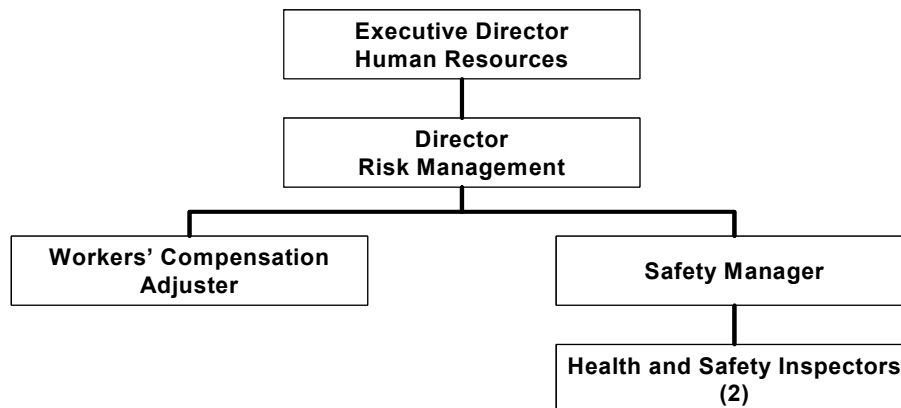 Executive Director
Human Resources
Director
Risk Management
Workers’ Compensation
Adjuster
Safety Manager
Health and Safety Inspectors
(2)